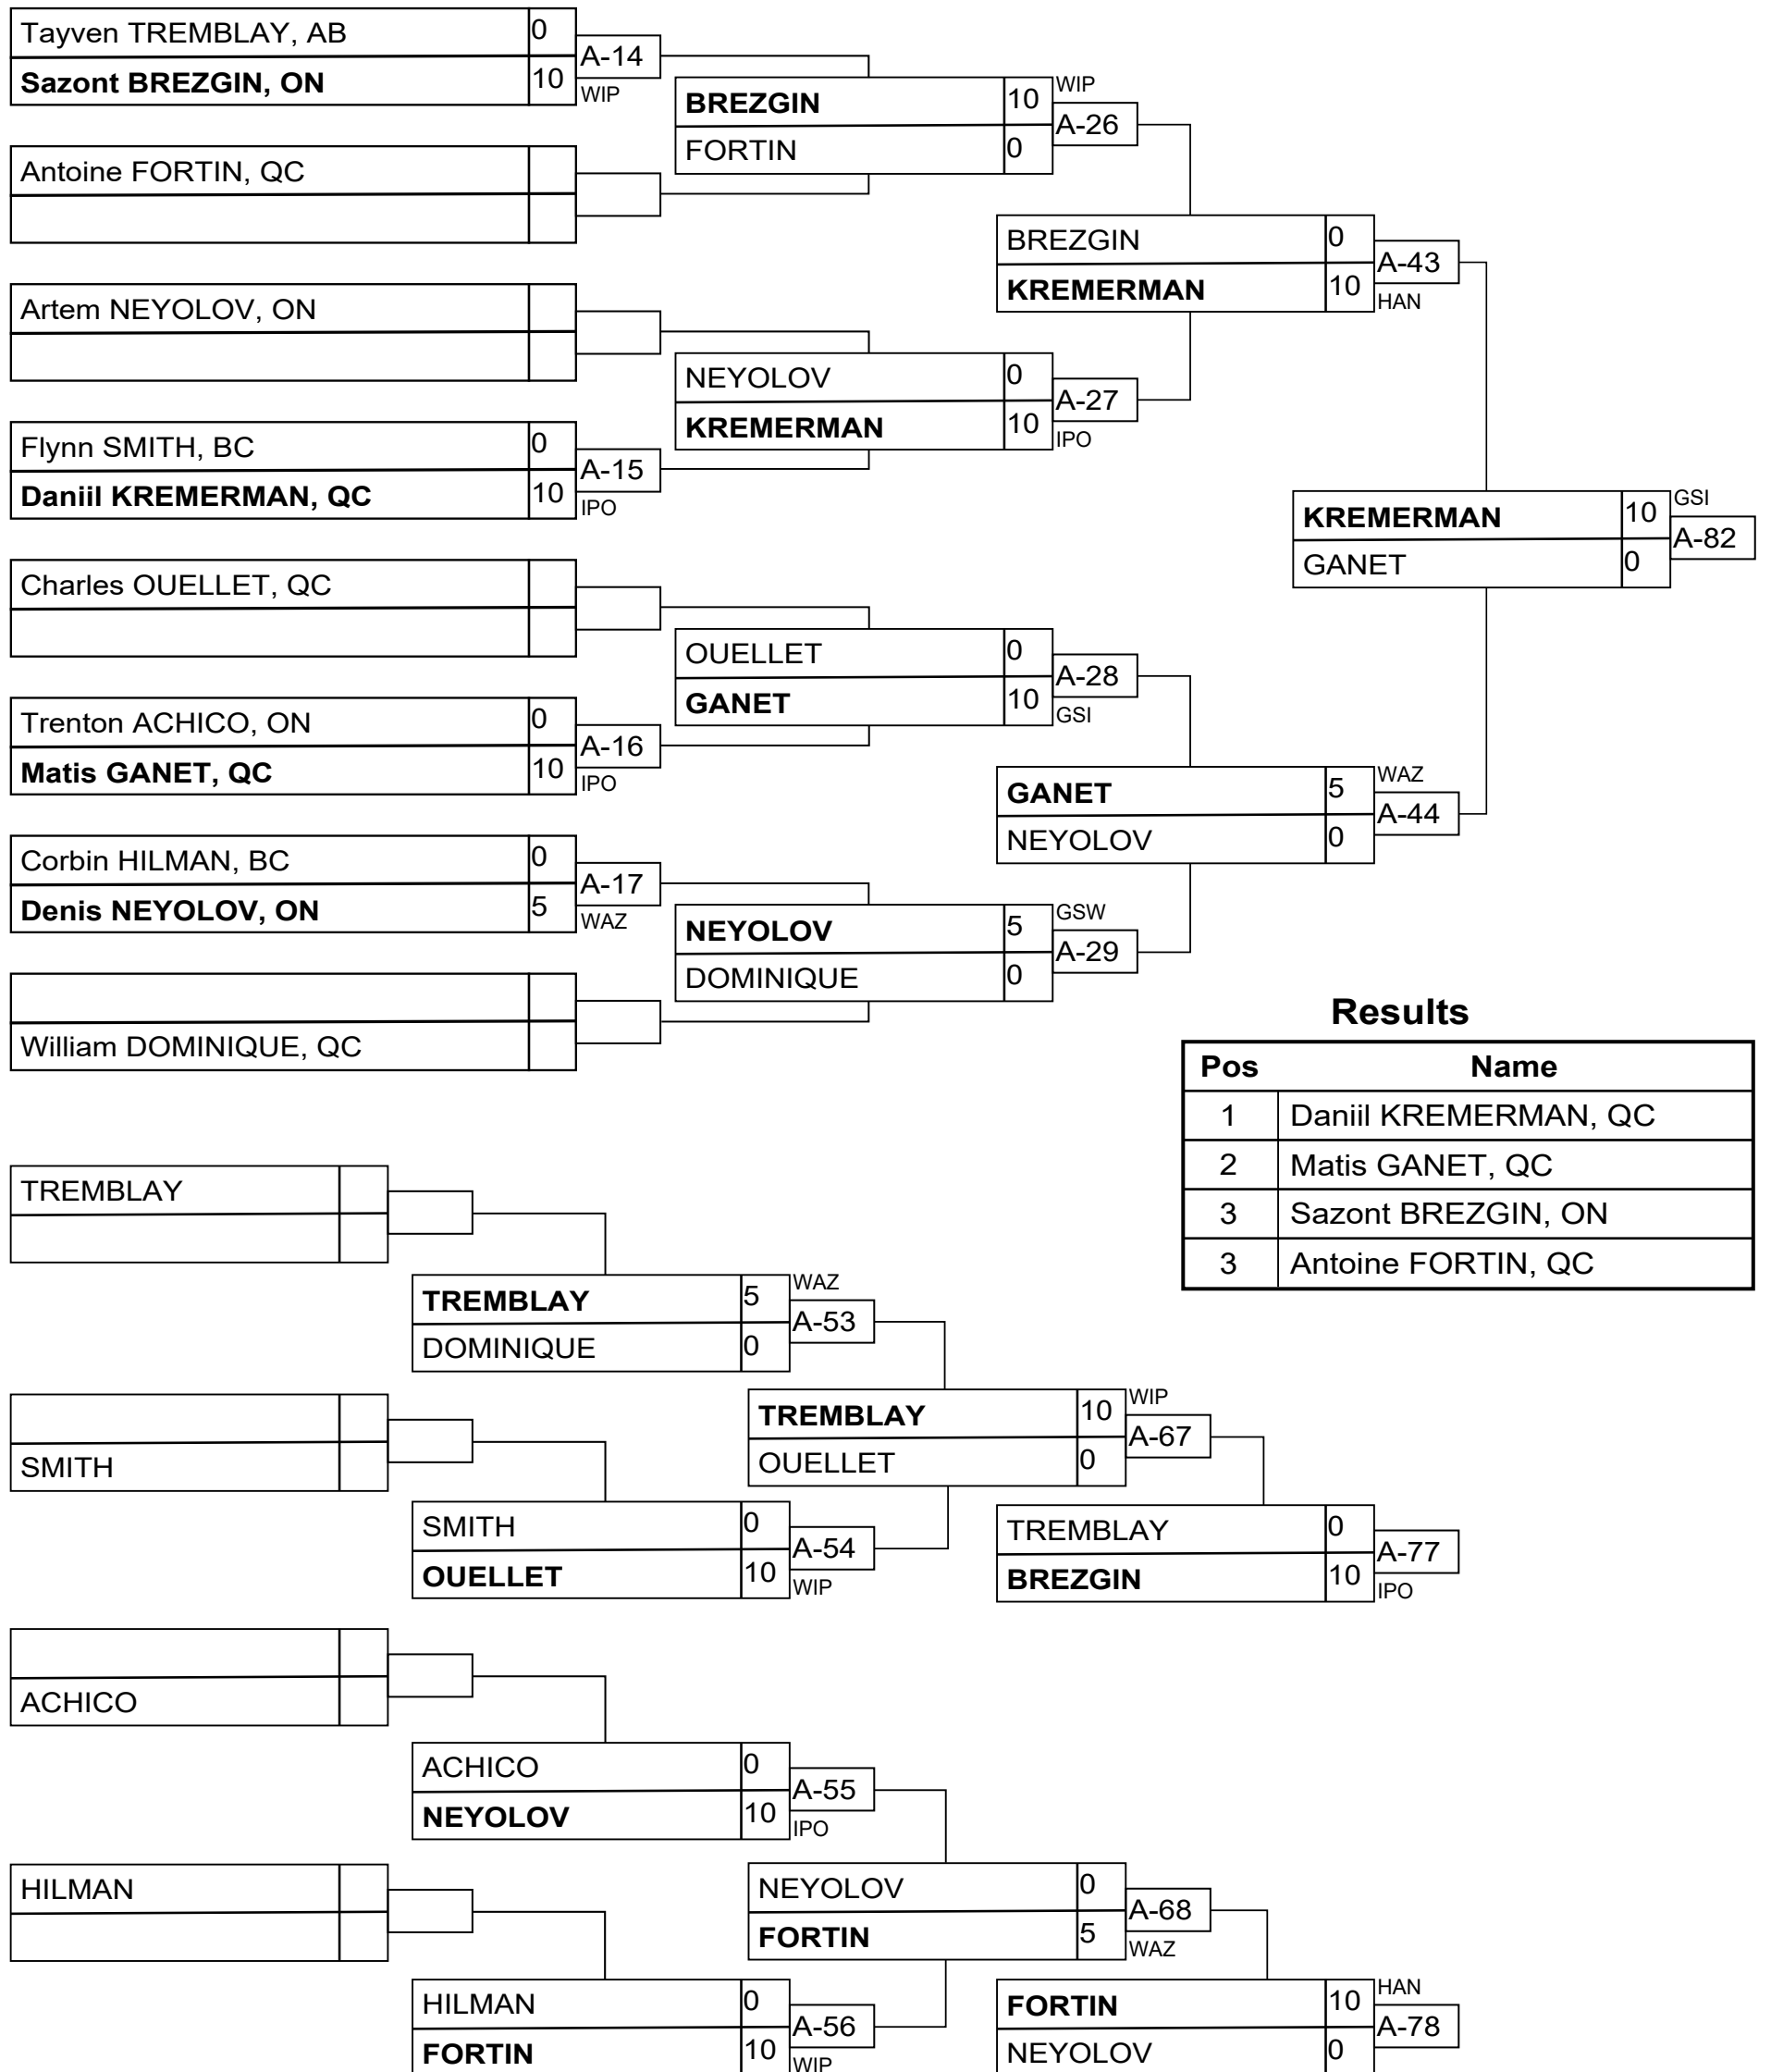 Tayven TREMBLAY, AB 0
A-14
Sazont BREZGIN, ON 10
WIP
BREZGIN 10 WIP
A-26
FORTIN 0
Antoine FORTIN, QC
BREZGIN 0
A-43
KREMERMAN 10
HAN
Artem NEYOLOV, ON
NEYOLOV 0
A-27
KREMERMAN 10
IPO
Flynn SMITH, BC 0
A-15
Daniil KREMERMAN, QC 10
IPO
KREMERMAN 10 GSI
A-82
GANET 0
Charles OUELLET, QC
OUELLET 0
A-28
GANET 10
GSI
Trenton ACHICO, ON 0
A-16
Matis GANET, QC 10
IPO
GANET 5 WAZ
A-44
NEYOLOV 0
Corbin HILMAN, BC 0
A-17
Denis NEYOLOV, ON 5
WAZ
NEYOLOV 5 GSW
A-29
DOMINIQUE 0
William DOMINIQUE, QC
Results
Pos Name
1 Daniil KREMERMAN, QC
2 Matis GANET, QC
3 Sazont BREZGIN, ON
3 Antoine FORTIN, QC
TREMBLAY
TREMBLAY 5 WAZ
A-53
DOMINIQUE 0
TREMBLAY 10 WIP
A-67
OUELLET 0
SMITH
SMITH 0
A-54
OUELLET 10
WIP
TREMBLAY 0
A-77
BREZGIN 10
IPO
ACHICO
ACHICO 0
A-55
NEYOLOV 10
IPO
HILMAN
NEYOLOV 0
A-68
FORTIN 5
WAZ
HILMAN 0
A-56
FORTIN 10
WIP
FORTIN 10 HAN
A-78
NEYOLOV 0